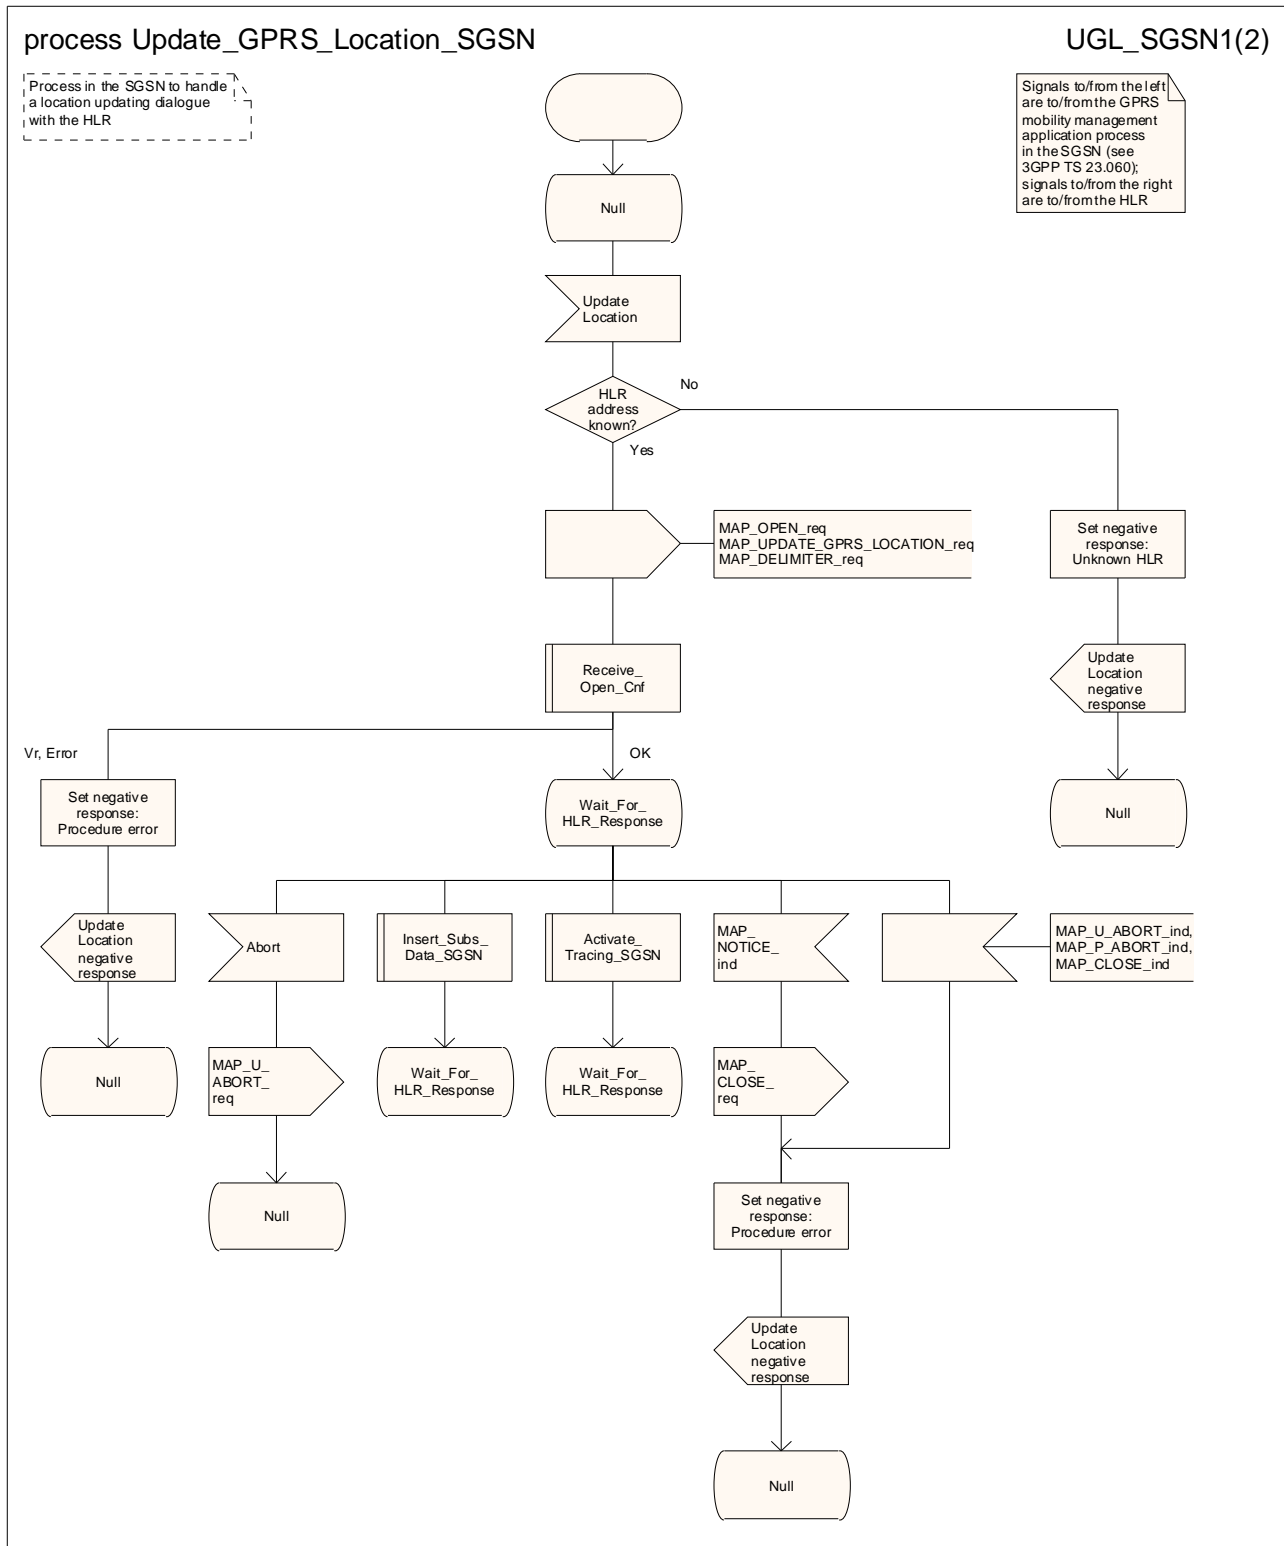 process Update_GPRS_Location_SGSN
UGL_SGSN1(2)
Process in the SGSN to handle
a location updating dialogue
with the HLR
Signals to/from the left
are to/from the GPRS
mobility management
application process
in the SGSN (see
3GPP TS 23.060);
signals to/from the right
are to/from the HLR
Null
Update
Location
HLR
address
known?
No
Yes
MAP_OPEN_req
MAP_UPDATE_GPRS_LOCATION_req
MAP_DELIMITER_req
Set negative
response:
Unknown HLR
Receive_
Open_Cnf
Update
Location
negative
response
Vr, Error
OK
Set negative
response:
Procedure error
Wait_For_
HLR_Response
Null
Update
Location
negative
response
Abort
Insert_Subs_
Data_SGSN
Activate_
Tracing_SGSN
MAP_
NOTICE_
ind
MAP_U_ABORT_ind,
MAP_P_ABORT_ind,
MAP_CLOSE_ind
Null
MAP_U_
ABORT_
req
Wait_For_
HLR_Response
Wait_For_
HLR_Response
MAP_
CLOSE_
req
Null
Set negative
response:
Procedure error
Update
Location
negative
response
Null